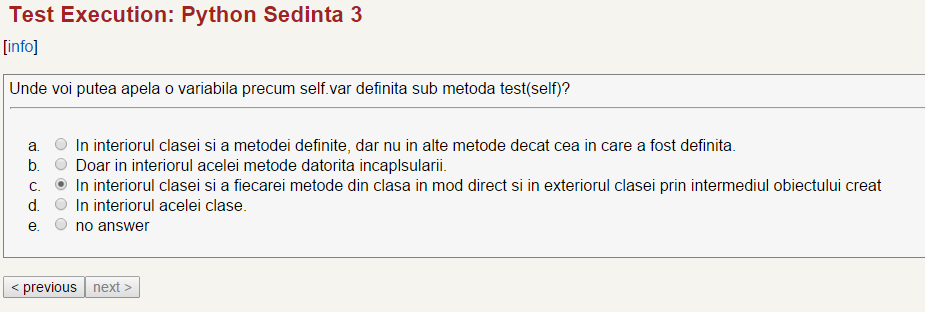 Test Execution: Python Sedinta 3
[info]
Unde voi putea apela o variabila precum self.var definita sub metoda test(self)?
a. In interiorul clasei si a metodei definite, dar nu in alte metode decat cea in care a fost definita.
b. Doar in interiorul acelei metode datorita incaplsularii.
c. In interiorul clasei si a fiecarei metode din clasa in mod direct si in exteriorul clasei prin intermediul obiectului creat
d. In interiorul acelei clase.
e. no answer
< previous next >